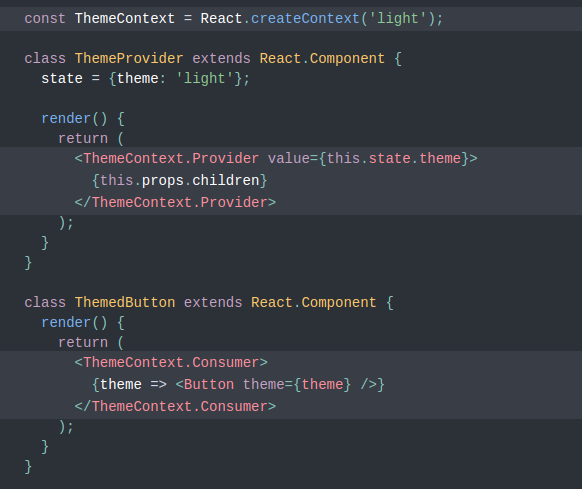 const ThemeContext = React.createContext('light');
class ThemeProvider extends React.Component {
  state = {theme: 'light'};
  render() {
    return (
      <ThemeContext.Provider value={this.state.theme}>
        {this.props.children}
      </ThemeContext.Provider>
    );
  }
}
class ThemedButton extends React.Component {
  render() {
    return (
      <ThemeContext.Consumer>
        {theme => <Button theme={theme} />}
      </ThemeContext.Consumer>
    );
  }
}